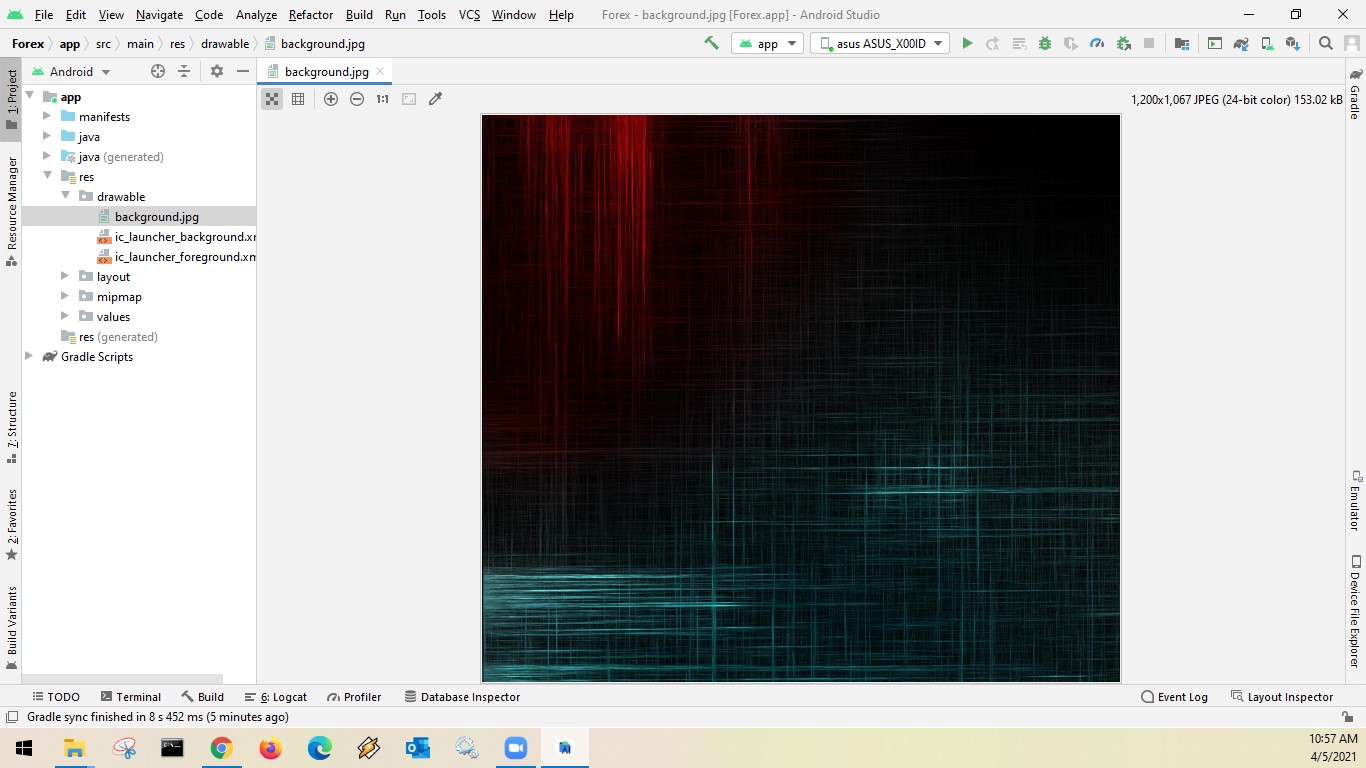 File Edit View Navigate Code Analyze Refactor Build Run Tools VCS Window Help Forex - background.jpg [Forex.app] - Android Studio
Forex app src main res drawable background.jpg app asus ASUS_X00ID
1: Project
Resource Manager
7: Structure
2: Favorites
Build Variants
Android
app
manifests
java
java (generated)
res
drawable
background.jpg
ic_launcher_background.xm
ic_launcher_foreground.xm
layout
mipmap
values
res (generated)
Gradle Scripts
background.jpg
1:1 1,200x1,067 JPEG (24-bit color) 153.02 kB
Gradle
Emulator
Device File Explorer
TODO Terminal Build 6: Logcat Profiler Database Inspector Event Log Layout Inspector
Gradle sync finished in 8 s 452 ms (5 minutes ago)
10:57 AM
4/5/2021